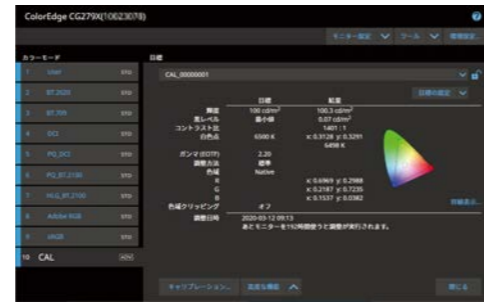 ColorEdge CG279X(10023078)
モニター設定 ツール 環境設定...
カラーモード
目標
1 User STD
2 BT.2020 STD
3 BT.709 STD
4 DCI STD
5 PQ_DCI STD
6 PQ_BT.2100 STD
7 HLG_BT.2100 STD
8 Adobe RGB STD
9 sRGB STD
10 CAL ADV
CAL_00000001
目標の設定
目標 結果
輝度 100 cd/m² 100.3 cd/m²
黒レベル 最小値 0.07 cd/m²
コントラスト比 1401 : 1
白色点 6500 K x: 0.3128 y: 0.3291
6498 K
ガンマ (EOTF) 2.20
調整方法 標準
色域 Native
R x: 0.6969 y: 0.2988
G x: 0.2187 y: 0.7235
B x: 0.1537 y: 0.0382
色域クリッピング オフ
詳細表示...
調整日時 2020-03-12 09:13
あとモニターを192時間使うと調整が実行されます。
キャリブレーション... 高度な機能 閉じる